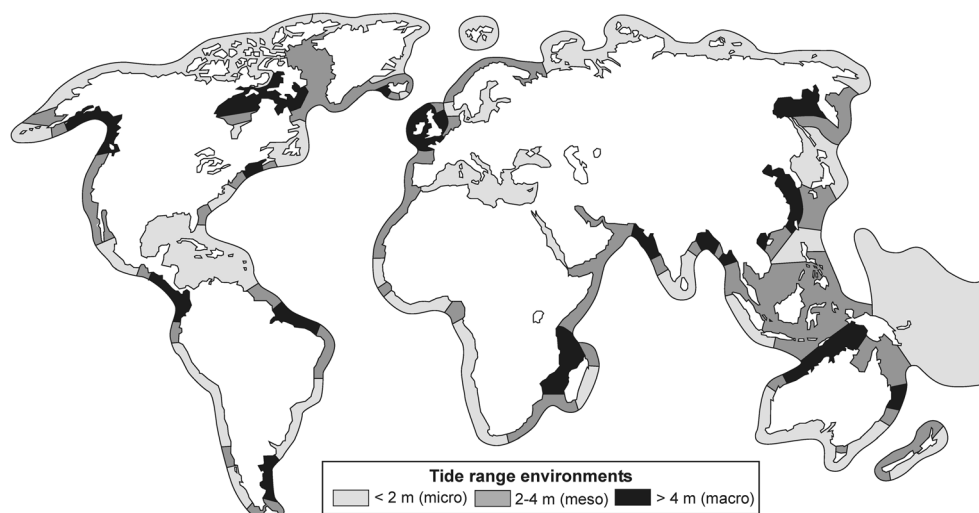 Tide range environments
< 2 m (micro) 2-4 m (meso) > 4 m (macro)